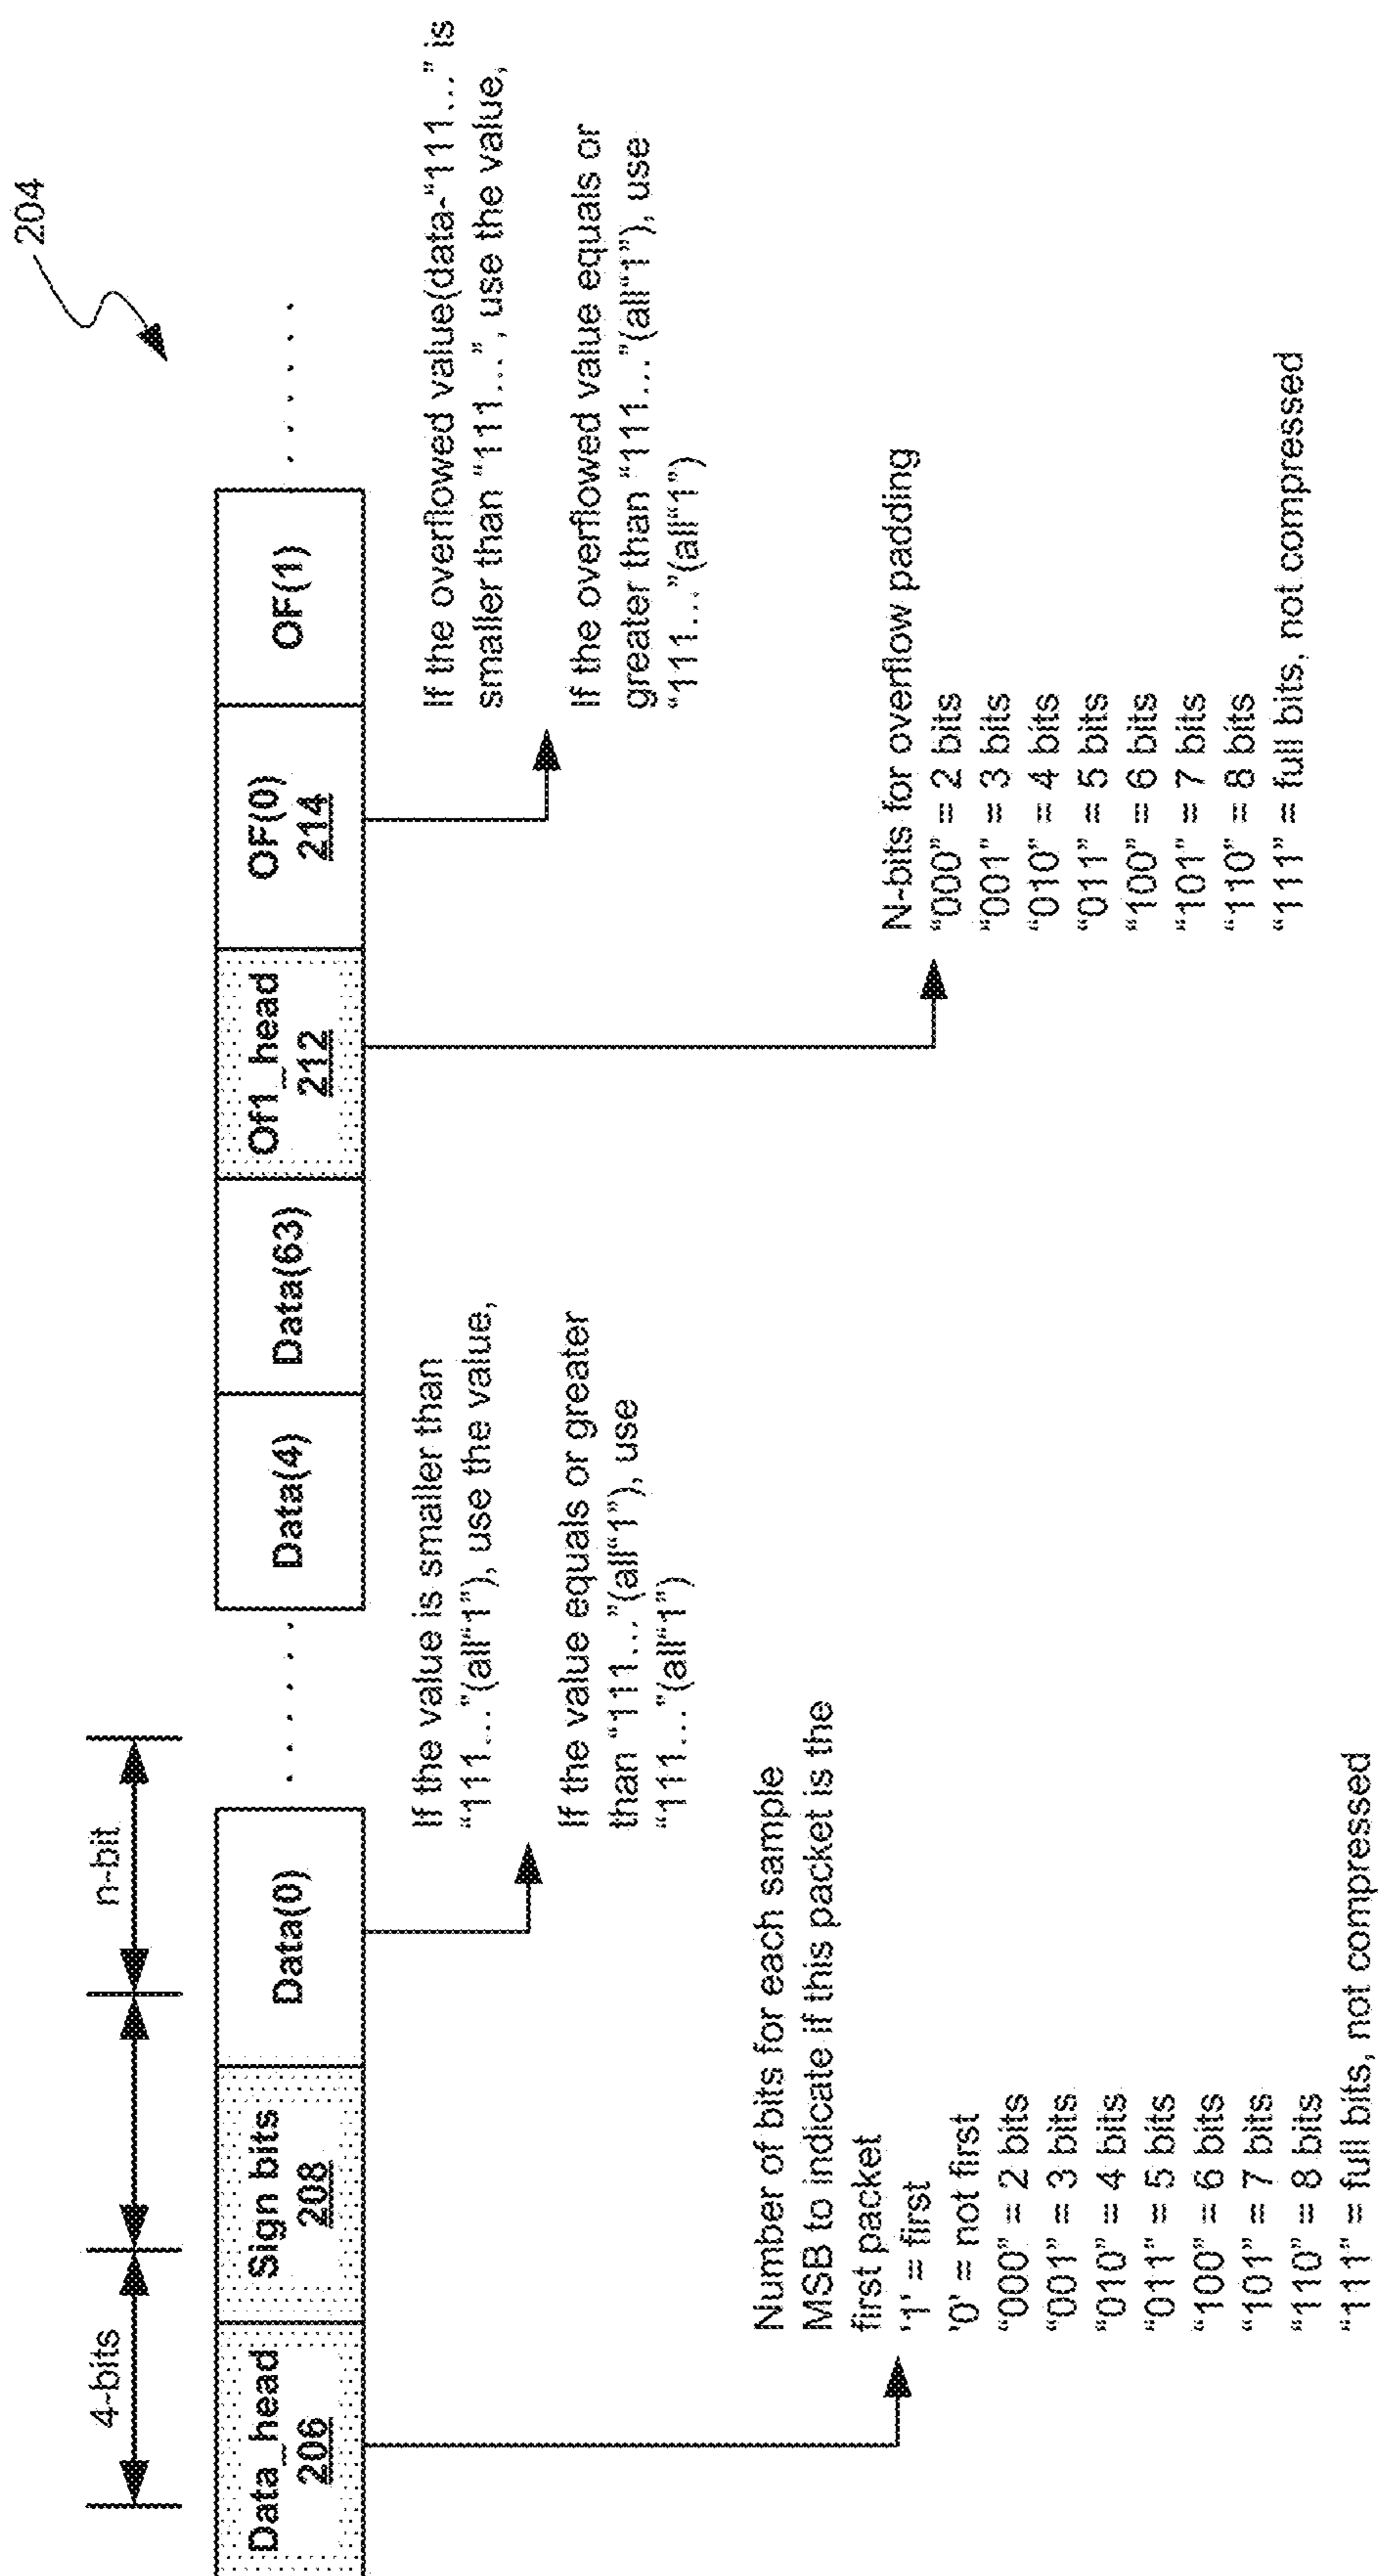 204
4-bits
n-bit
Data_head
206
Sign bits
208
Data(0)
. . . . .
Data(4)
Data(63)
Of1_head
212
OF(0)
214
OF(1)
. . . . . .
If the value is smaller than
“111...”(all“1”), use the value,
If the value equals or greater
than “111...”(all“1”), use
“111...”(all“1”)
If the overflowed value(data-“111...” is
smaller than “111...”, use the value,
If the overflowed value equals or
greater than “111...”(all“1”), use
“111...”(all“1”)
Number of bits for each sample
MSB to indicate if this packet is the
first packet
‘1’ = first
‘0’ = not first
“000” = 2 bits
“001” = 3 bits
“010” = 4 bits
“011” = 5 bits
“100” = 6 bits
“101” = 7 bits
“110” = 8 bits
“111” = full bits, not compressed
N-bits for overflow padding
“000” = 2 bits
“001” = 3 bits
“010” = 4 bits
“011” = 5 bits
“100” = 6 bits
“101” = 7 bits
“110” = 8 bits
“111” = full bits, not compressed